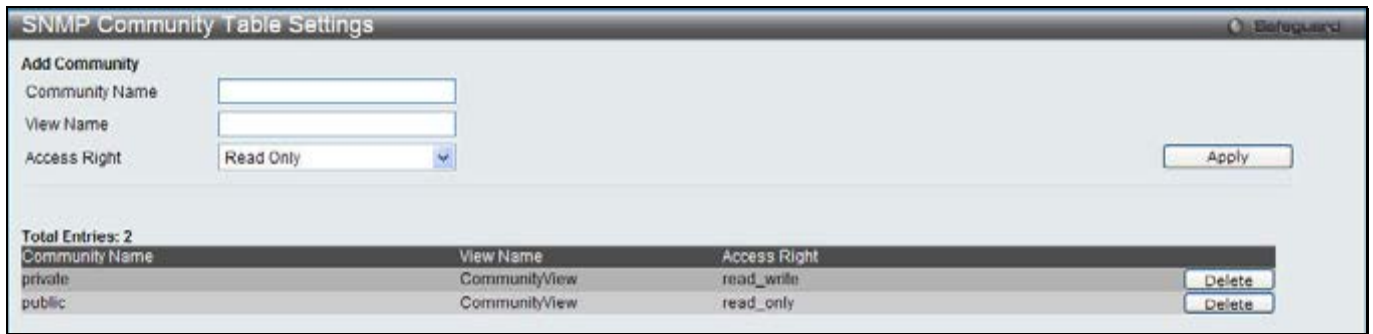 SNMP Community Table Settings
Safeguard
Add Community
Community Name
View Name
Access Right Read Only Apply
Total Entries: 2
Community Name View Name Access Right
private CommunityView read_write Delete
public CommunityView read_only Delete